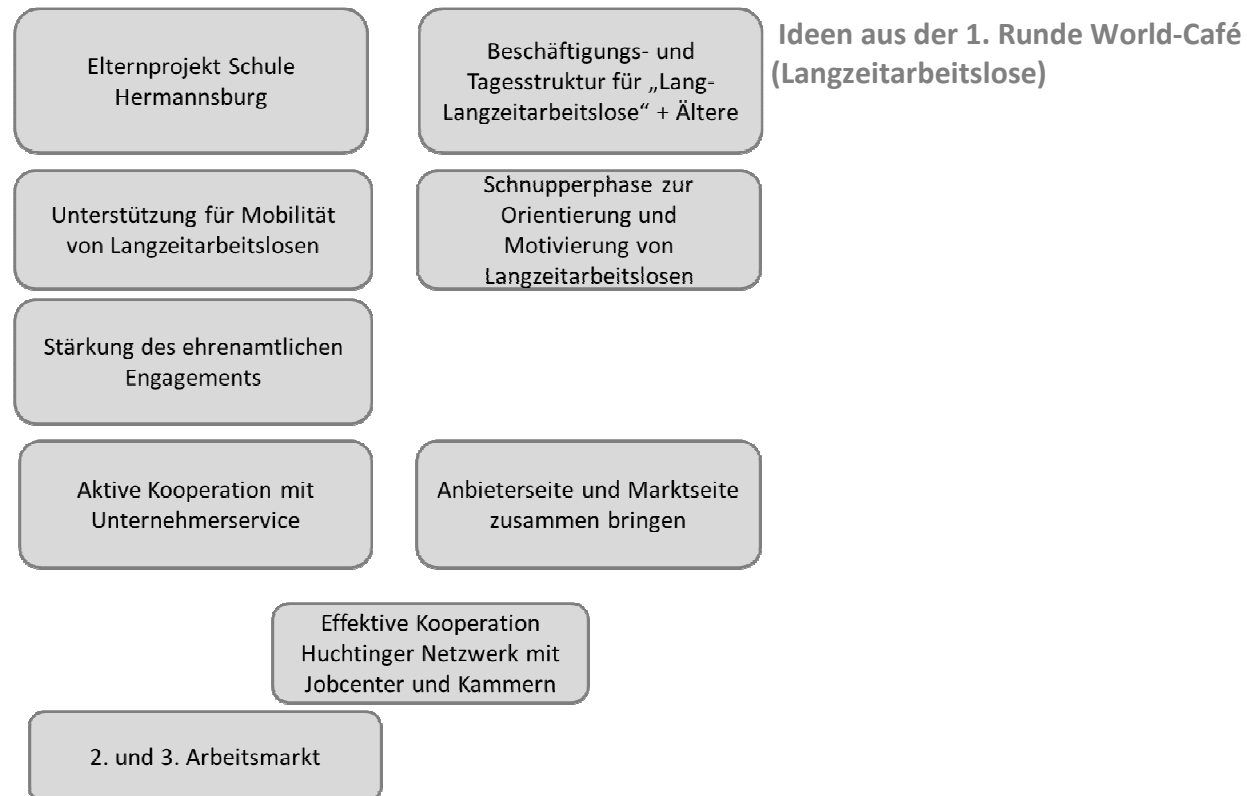 Ideen aus der 1. Runde World-Café
(Langzeitarbeitslose)
Elternprojekt Schule
Hermannsburg
Beschäftigungs- und
Tagesstruktur für „Lang-
Langzeitarbeitslose“ + Ältere
Unterstützung für Mobilität
von Langzeitarbeitslosen
Schnupperphase zur
Orientierung und
Motivierung von
Langzeitarbeitslosen
Stärkung des ehrenamtlichen
Engagements
Aktive Kooperation mit
Unternehmerservice
Anbieterseite und Marktseite
zusammen bringen
Effektive Kooperation
Huchtinger Netzwerk mit
Jobcenter und Kammern
2. und 3. Arbeitsmarkt